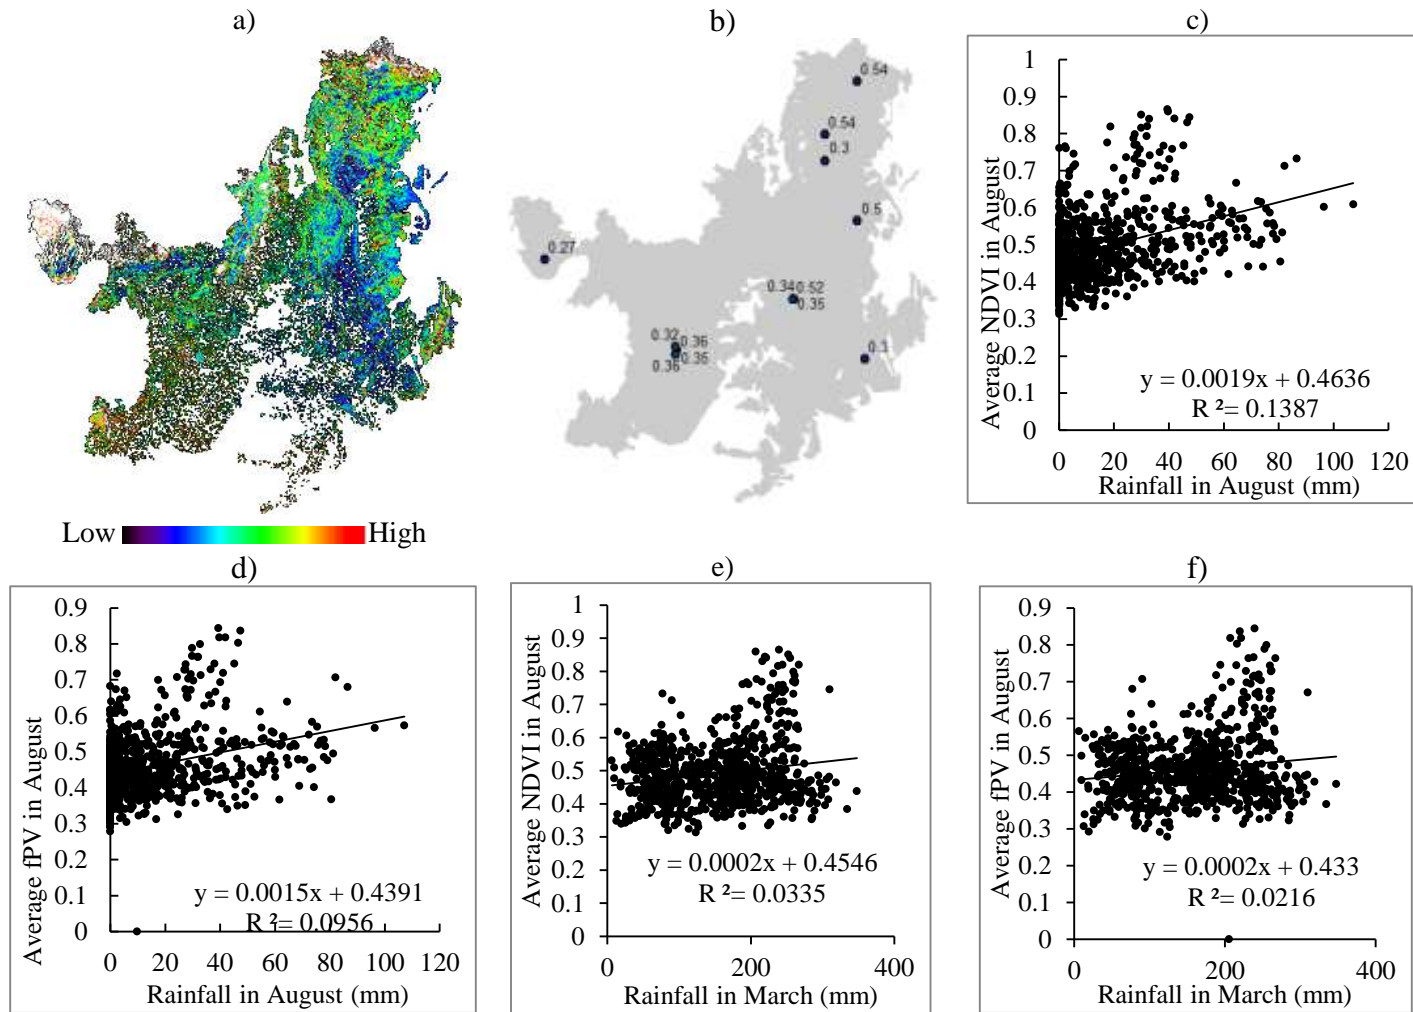 a)
b)
c)
0.54
0.54
0.3
0.5
0.27
0.34 0.52
0.35
0.32
0.36
0.35
0.36
0.1
Low High
1
0.9
0.8
0.7
0.6
0.5
0.4
0.3
0.2
0.1
0
Average NDVI in August
y = 0.0019x + 0.4636
R ²= 0.1387
0 20 40 60 80 100 120
Rainfall in August (mm)
d)
e)
f)
0.9
0.8
0.7
0.6
0.5
0.4
0.3
0.2
0.1
0
Average fPV in August
y = 0.0015x + 0.4391
R ²= 0.0956
0 20 40 60 80 100 120
Rainfall in August (mm)
1
0.9
0.8
0.7
0.6
0.5
0.4
0.3
0.2
0.1
0
Average NDVI in August
y = 0.0002x + 0.4546
R ²= 0.0335
0 200 400
Rainfall in March (mm)
0.9
0.8
0.7
0.6
0.5
0.4
0.3
0.2
0.1
0
Average fPV in August
y = 0.0002x + 0.433
R ²= 0.0216
0 200 400
Rainfall in March (mm)